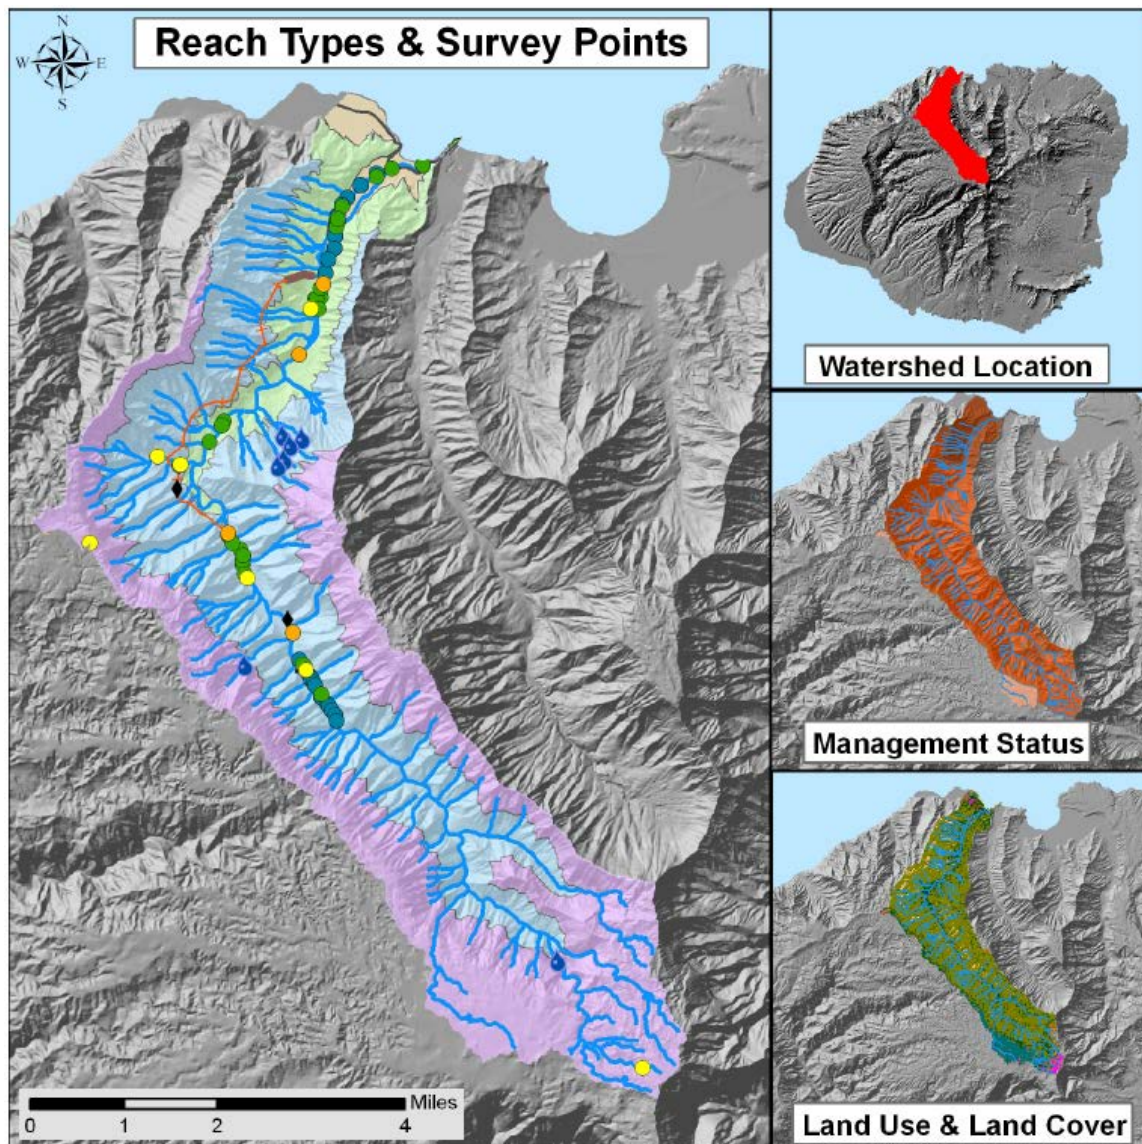 Reach Types & Survey Points
N
W
E
S
Watershed Location
Management Status
Land Use & Land Cover
Miles
0
1
2
4